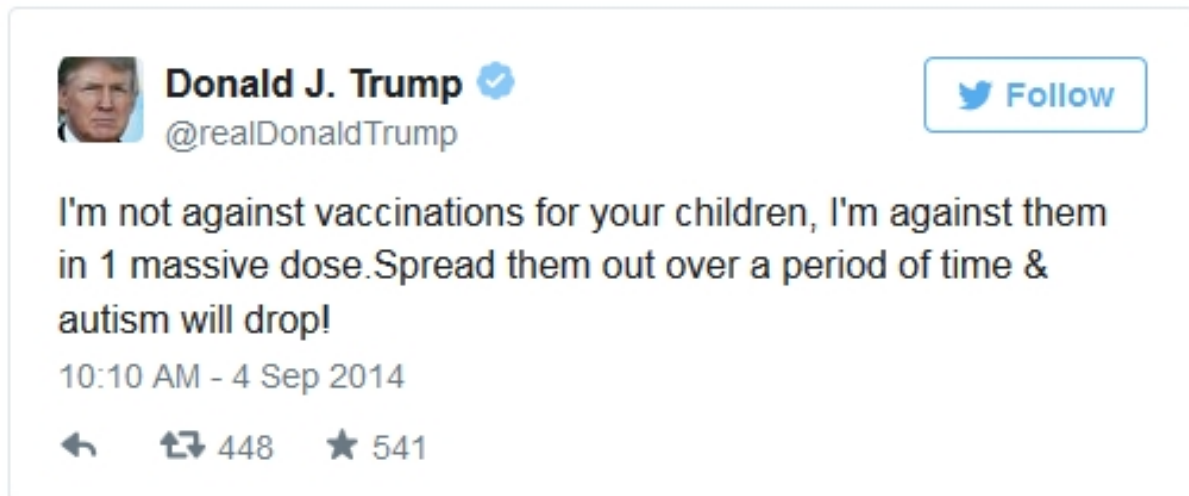 Donald J. Trump
Follow
@realDonaldTrump
I'm not against vaccinations for your children, I'm against them
in 1 massive dose.Spread them out over a period of time &
autism will drop!
10:10 AM - 4 Sep 2014
448 541